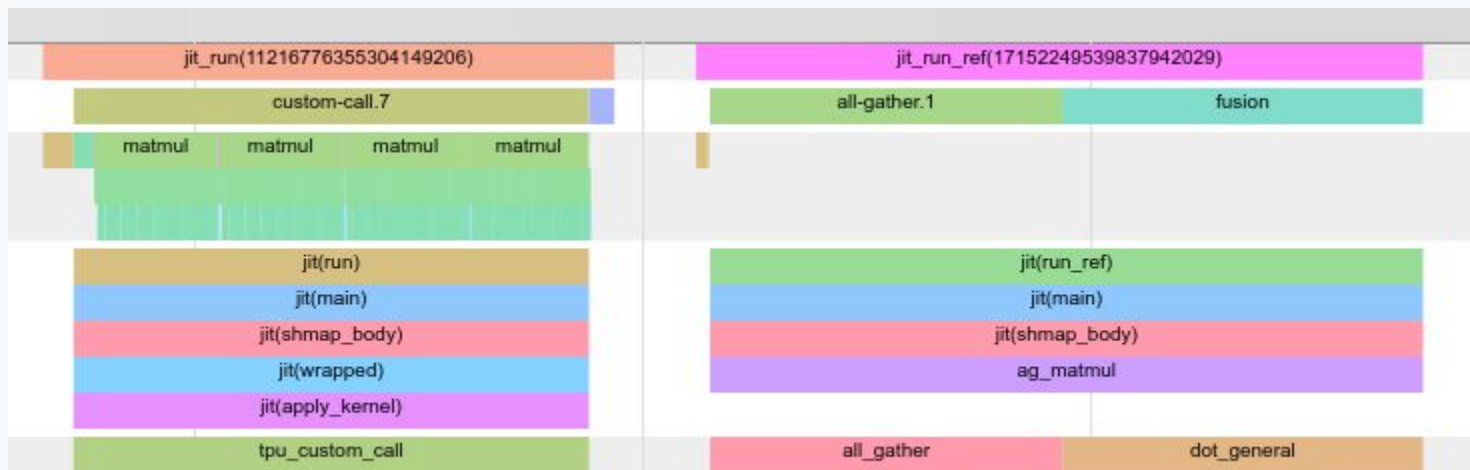 jit_run(11216776355304149206) jit_run_ref(17152249539837942029)
custom-call.7 all-gather.1 fusion
matmul matmul matmul matmul
jit(run) jit(run_ref)
jit(main) jit(main)
jit(shmap_body) jit(shmap_body)
jit(wrapped) ag_matmul
jit(apply_kernel)
tpu_custom_call all_gather dot_general